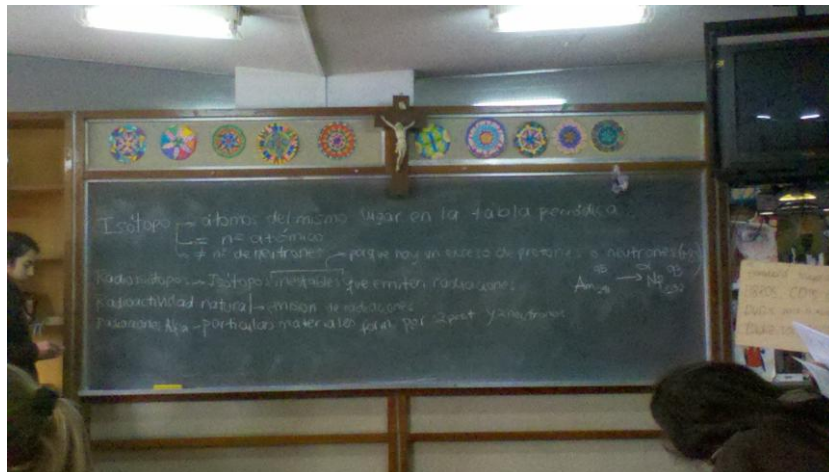 Isótopo → átomos del mismo lugar en la tabla periódica
= nº atómico
≠ nº de neutrones → porque hay un exceso de protones o neutrones
Radioisótopos → Isótopos inestables que emiten radiaciones
Radioactividad natural → emisión de radiaciones
Alfa → partículas materiales form por 2 prot y 2 neutrones